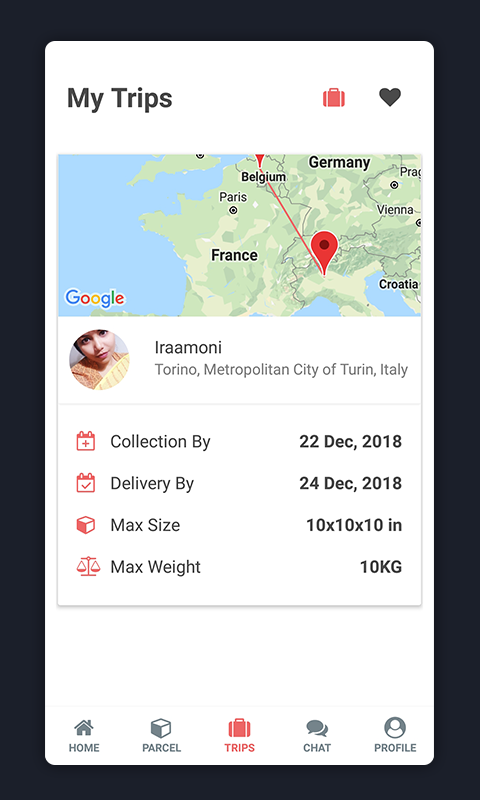 My Trips
Germany
Belgium
Prag
Paris
Vienna
France
Croatia
Google
Iraamoni
Torino, Metropolitan City of Turin, Italy
Collection By 22 Dec, 2018
Delivery By 24 Dec, 2018
Max Size 10x10x10 in
Max Weight 10KG
HOME PARCEL TRIPS CHAT PROFILE